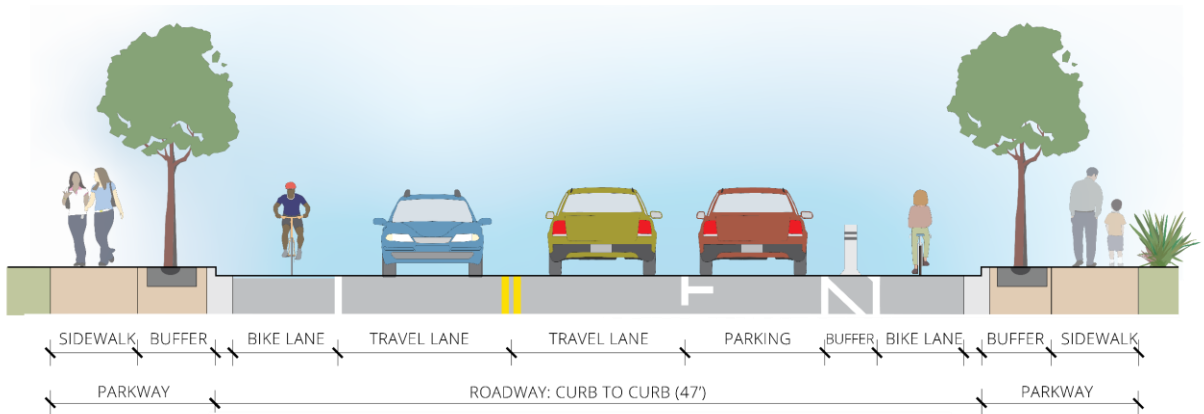 SIDEWALK BUFFER BIKE LANE TRAVEL LANE TRAVEL LANE PARKING BUFFER BIKE LANE BUFFER SIDEWALK
PARKWAY ROADWAY: CURB TO CURB (47') PARKWAY